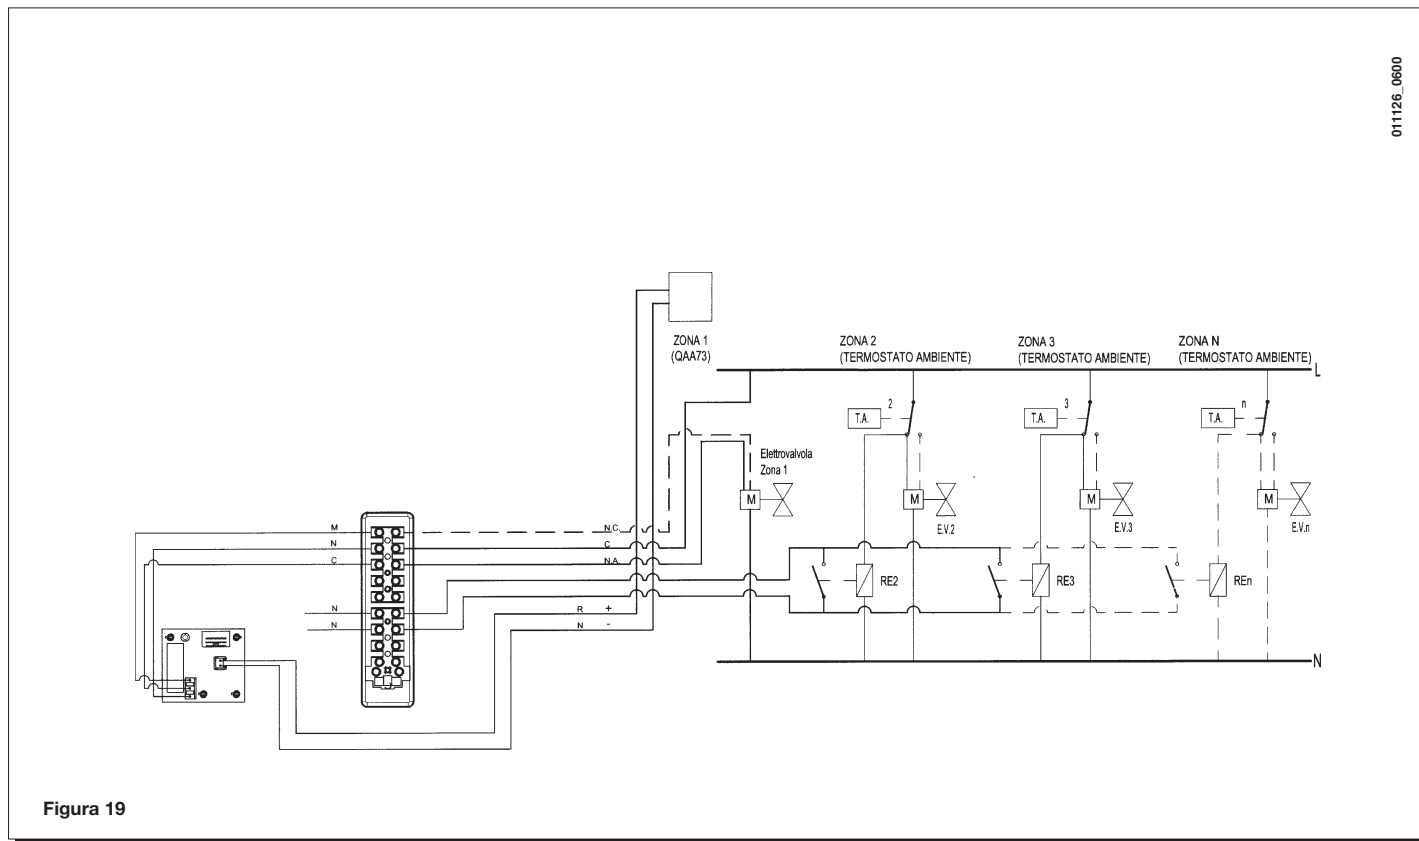 011126_0600
ZONA 1
(QAA73)
ZONA 2
(TERMOSTATO AMBIENTE)
ZONA 3
(TERMOSTATO AMBIENTE)
ZONA N
(TERMOSTATO AMBIENTE)
L
2
T.A.
3
T.A.
n
T.A.
Elettrovalvola
Zona 1
M
M
M
M
E.V.2
E.V.3
E.V.n
M
N
C
N.C.
C
N.A.
RE2
RE3
REn
N
N
R +
N -
N
Figura 19